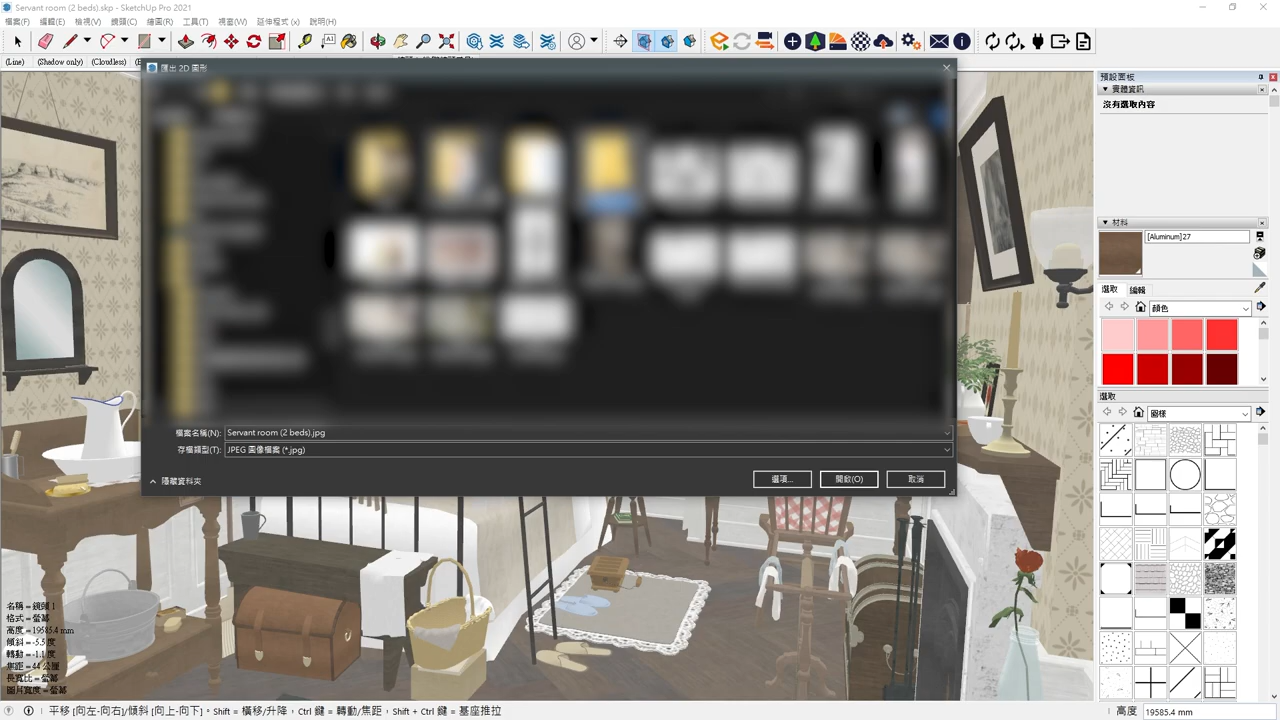 Servant room (2 beds).skp - SketchUp Pro 2021
檔案(F) 編輯(E) 檢視(V) 鏡頭(C) 繪圖(R) 工具(T) 視窗(W) 延伸程式 (x) 說明(H)
(Line) (Shadow only) (Cloudless)
匯出 2D 圖形
檔案名稱(N): Servant room (2 beds).jpg
存檔類型(T): JPEG 圖像檔案 (*.jpg)
隱藏資料夾
選項... 開啟(O) 取消
預設面板
實體資訊
沒有選取內容
材料
[Aluminum]27
選取 編輯
顏色
選取
圖樣
名稱 = 鏡頭 1
格式 = 螢幕
高度 = 19585.4 mm
傾斜 = -5.5 度
轉動 = -1.1 度
焦距 = 44 公釐
長寬比 = 螢幕
圖片寬度 = 螢幕
平移 [向左-向右]/傾斜 [向上-向下]。Shift = 橫移/升降，Ctrl 鍵 = 轉動/焦距，Shift + Ctrl 鍵 = 基座推拉
高度 19585.4 mm